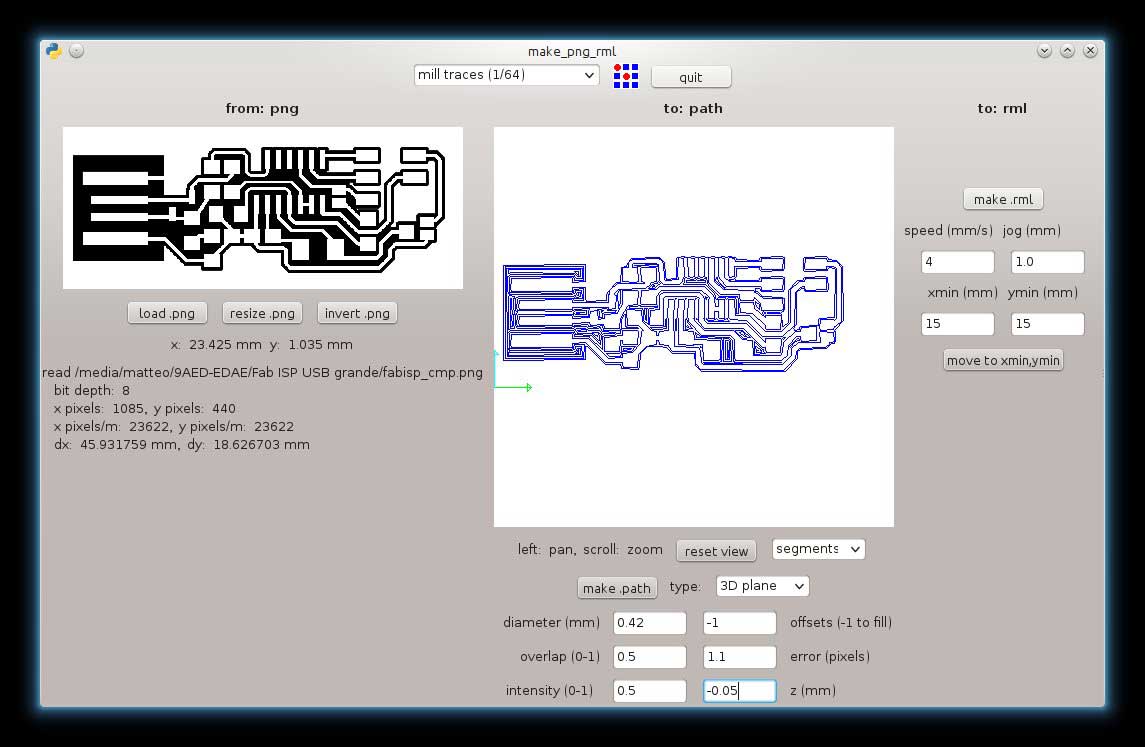 make_png_rml
mill traces (1/64) quit
from: png
to: path
to: rml
load .png resize .png invert .png
x: 23.425 mm y: 1.035 mm
read /media/matteo/9AED-EDAE/Fab ISP USB grande/fabisp_cmp.png
bit depth: 8
x pixels: 1085, y pixels: 440
x pixels/m: 23622, y pixels/m: 23622
dx: 45.931759 mm, dy: 18.626703 mm
left: pan, scroll: zoom reset view segments
make .path type: 3D plane
diameter (mm) 0.42 -1 offsets (-1 to fill)
overlap (0-1) 0.5 1.1 error (pixels)
intensity (0-1) 0.5 -0.05 z (mm)
make .rml
speed (mm/s) jog (mm)
4 1.0
xmin (mm) ymin (mm)
15 15
move to xmin,ymin